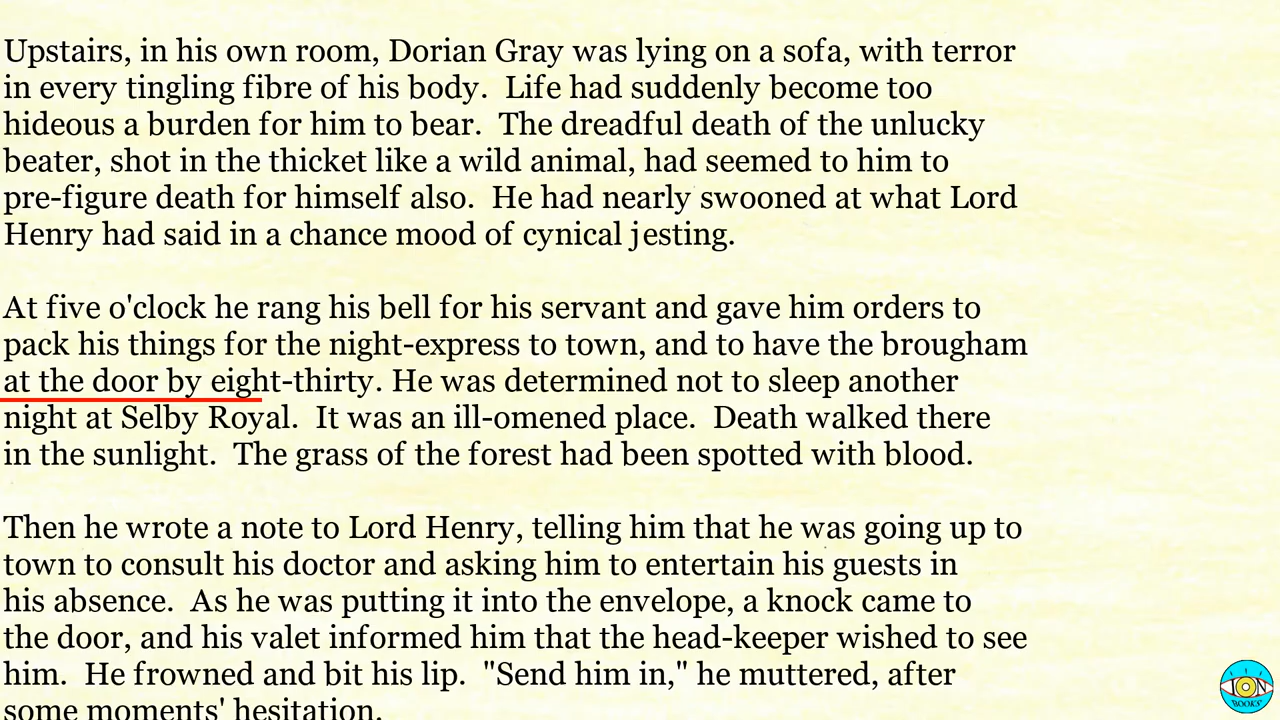 Upstairs, in his own room, Dorian Gray was lying on a sofa, with terror
in every tingling fibre of his body.  Life had suddenly become too
hideous a burden for him to bear.  The dreadful death of the unlucky
beater, shot in the thicket like a wild animal, had seemed to him to
pre-figure death for himself also.  He had nearly swooned at what Lord
Henry had said in a chance mood of cynical jesting.

At five o'clock he rang his bell for his servant and gave him orders to
pack his things for the night-express to town, and to have the brougham
at the door by eight-thirty. He was determined not to sleep another
night at Selby Royal.  It was an ill-omened place.  Death walked there
in the sunlight.  The grass of the forest had been spotted with blood.

Then he wrote a note to Lord Henry, telling him that he was going up to
town to consult his doctor and asking him to entertain his guests in
his absence.  As he was putting it into the envelope, a knock came to
the door, and his valet informed him that the head-keeper wished to see
him.  He frowned and bit his lip.  "Send him in," he muttered, after
some moments' hesitation.
ION
BOOKS